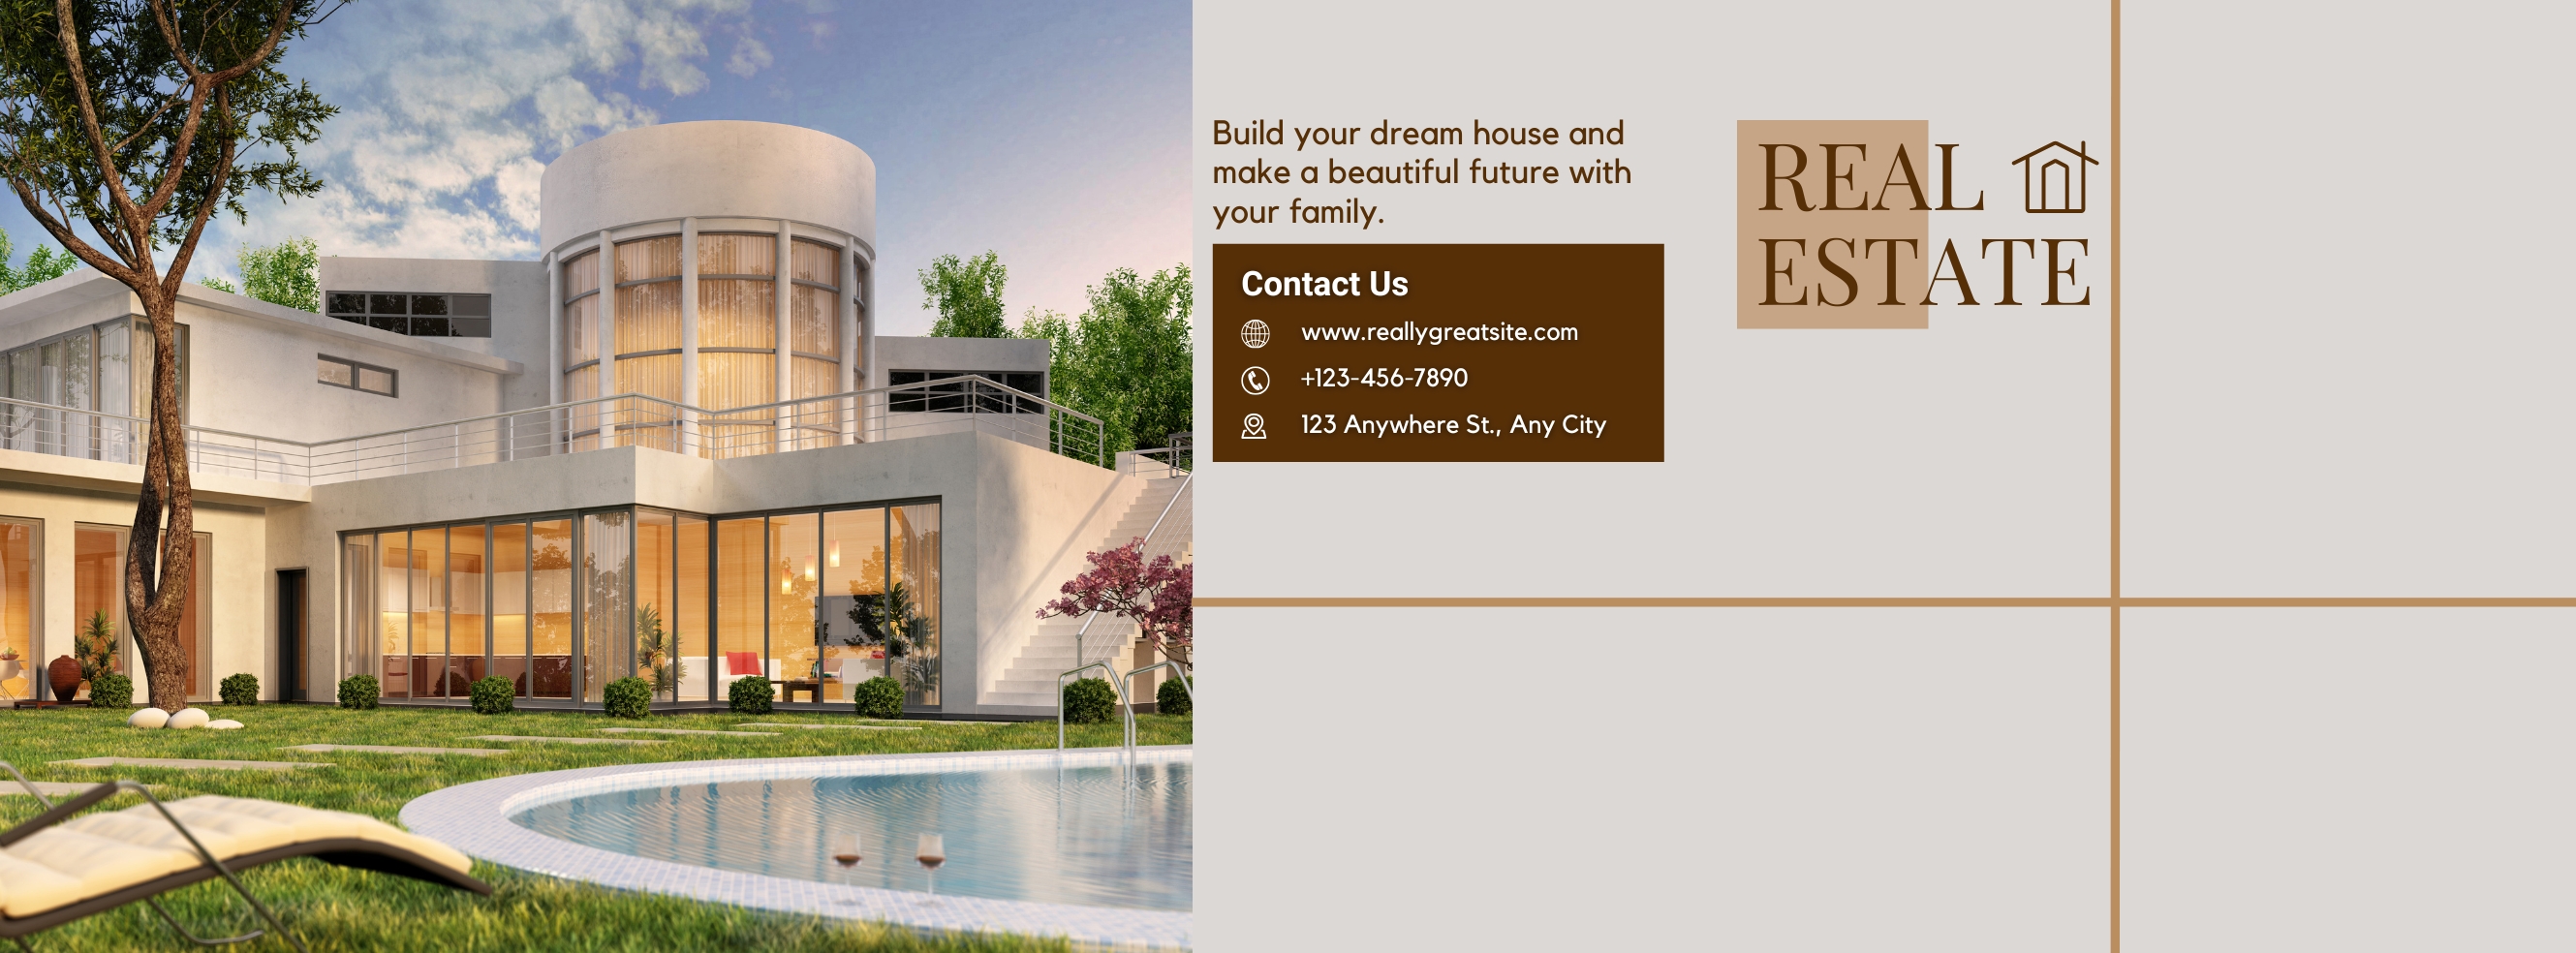 Build your dream house and
make a beautiful future with
your family.
Contact Us
www.reallygreatsite.com
+123-456-7890
123 Anywhere St., Any City
REAL
ESTATE